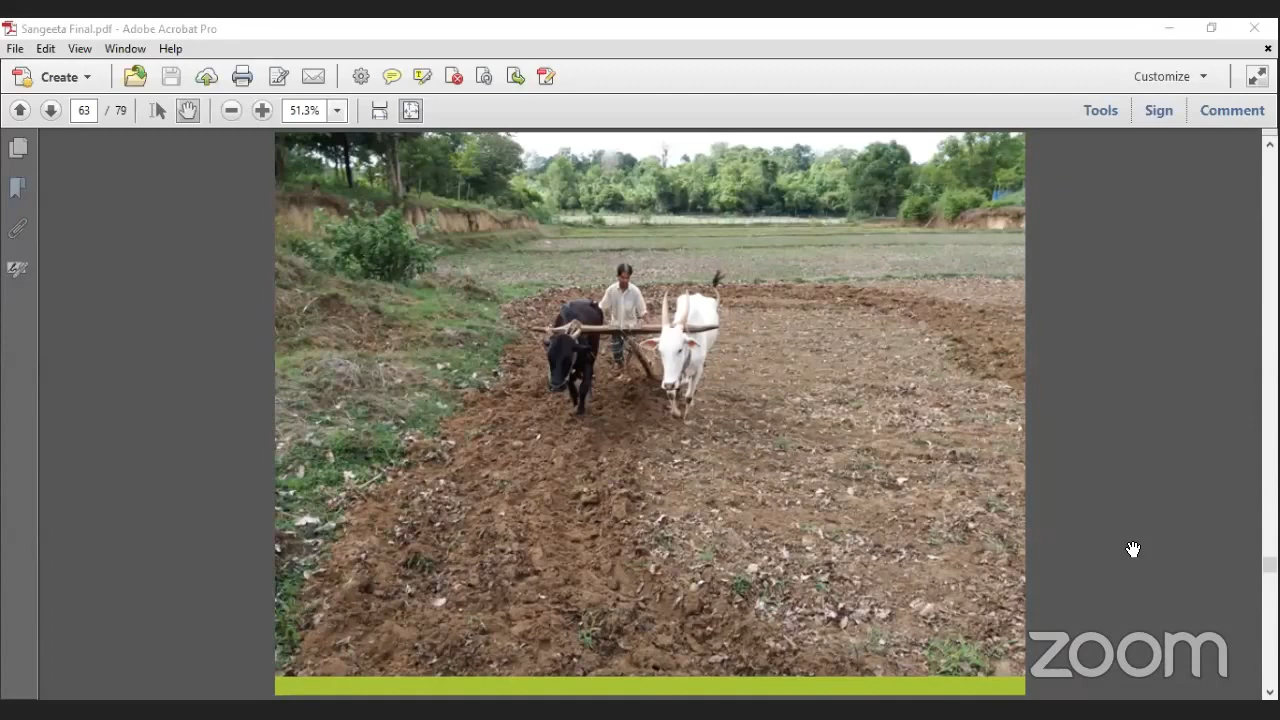 Sangeeta Final.pdf - Adobe Acrobat Pro
File Edit View Window Help
Create
Customize
63 / 79
51.3%
Tools Sign Comment
zoom